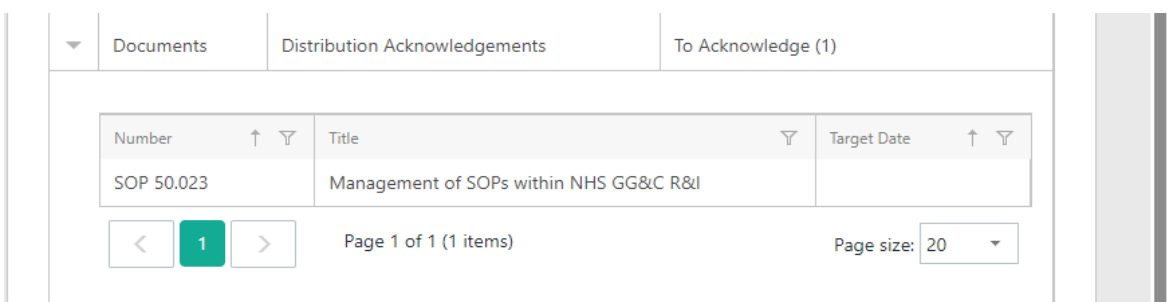 Documents Distribution Acknowledgements To Acknowledge (1)
Number Title Target Date
SOP 50.023 Management of SOPs within NHS GG&C R&I
1 Page 1 of 1 (1 items) Page size: 20